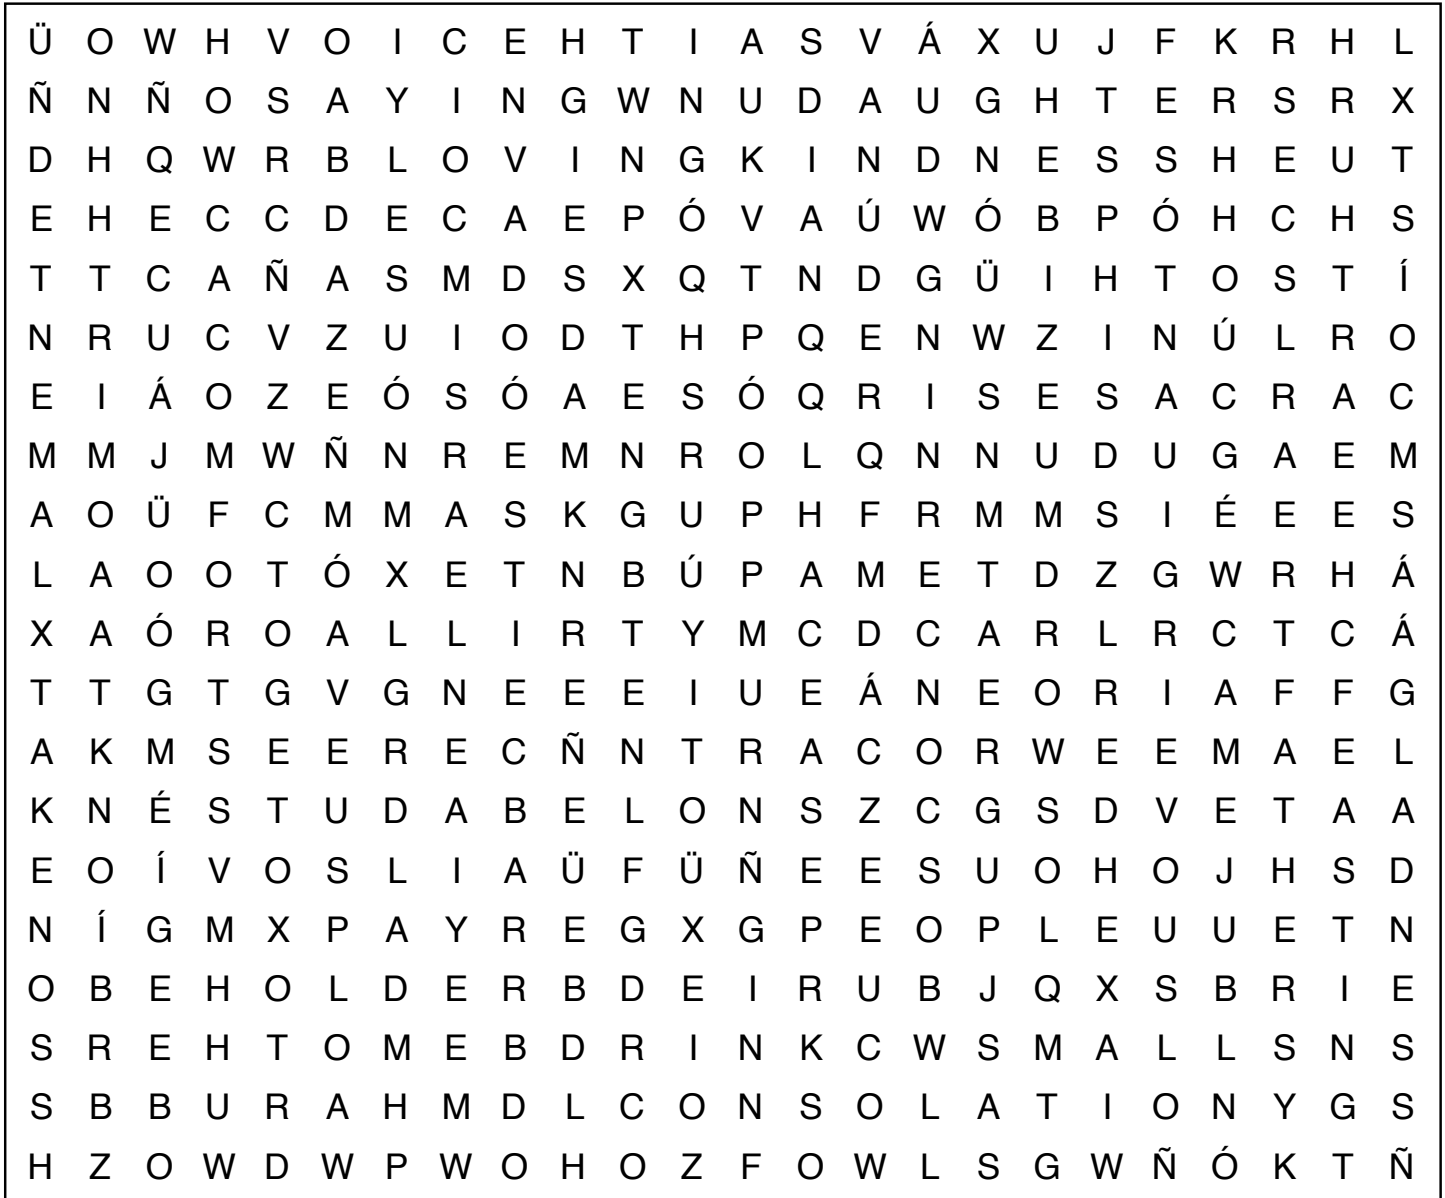 Ü O W H V O I C E H T I A S V Á X U J F K R H L
Ñ N Ñ O S A Y I N G W N U D A U G H T E R S R X
D H Q W R B L O V I N G K I N D N E S S H E U T
E H E C C D E C A E P Ó V A Ú W Ó B P Ó H C H S
T T C A Ñ A S M D S X Q T N D G Ü I H T O S T Í
N R U C V Z U I O D T H P Q E N W Z I N Ú L R O
E I Á O Z E Ó S Ó A E S Ó Q R I S E S A C R A C
M M J M W Ñ N R E M N R O L Q N N U D U G A E M
A O Ü F C M M A S K G U P H F R M M S I É E E S
L A O O T Ó X E T N B Ú P A M E T D Z G W R H Á
X A Ó R O A L L I R T Y M C D C A R L R C T C Á
T T G T G V G N E E E I U E Á N E O R I A F F G
A K M S E E R E C Ñ N T R A C O R W E E M A E L
K N É S T U D A B E L O N S Z C G S D V E T A A
E O Í V O S L I A Ü F Ü Ñ E E S U O H O J H S D
N Í G M X P A Y R E G X G P E O P L E U U E T N
O B E H O L D E R B D E I R U B J Q X S B R I E
S R E H T O M E B D R I N K C W S M A L L S N S
S B B U R A H M D L C O N S O L A T I O N Y G S
H Z O W D W P W O H O Z F O W L S G W Ñ Ó K T Ñ